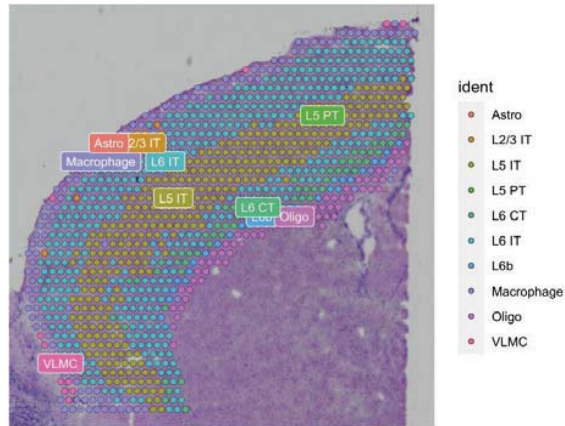 L5 PT
Astro
2/3 IT
Macrophage
L6 IT
L5 IT
L6 CT
L6b
Oligo
VLMC
ident
Astro
L2/3 IT
L5 IT
L5 PT
L6 CT
L6 IT
L6b
Macrophage
Oligo
VLMC